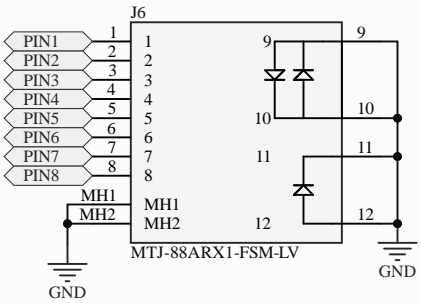 J6
PIN1 1 1 9 9
PIN2 2 2
PIN3 3 3
PIN4 4 4
PIN5 5 5 10 10
PIN6 6 6
PIN7 7 7 11 11
PIN8 8 8
MH1 MH1
MH2 MH2 12 12
MTJ-88ARX1-FSM-LV
GND GND